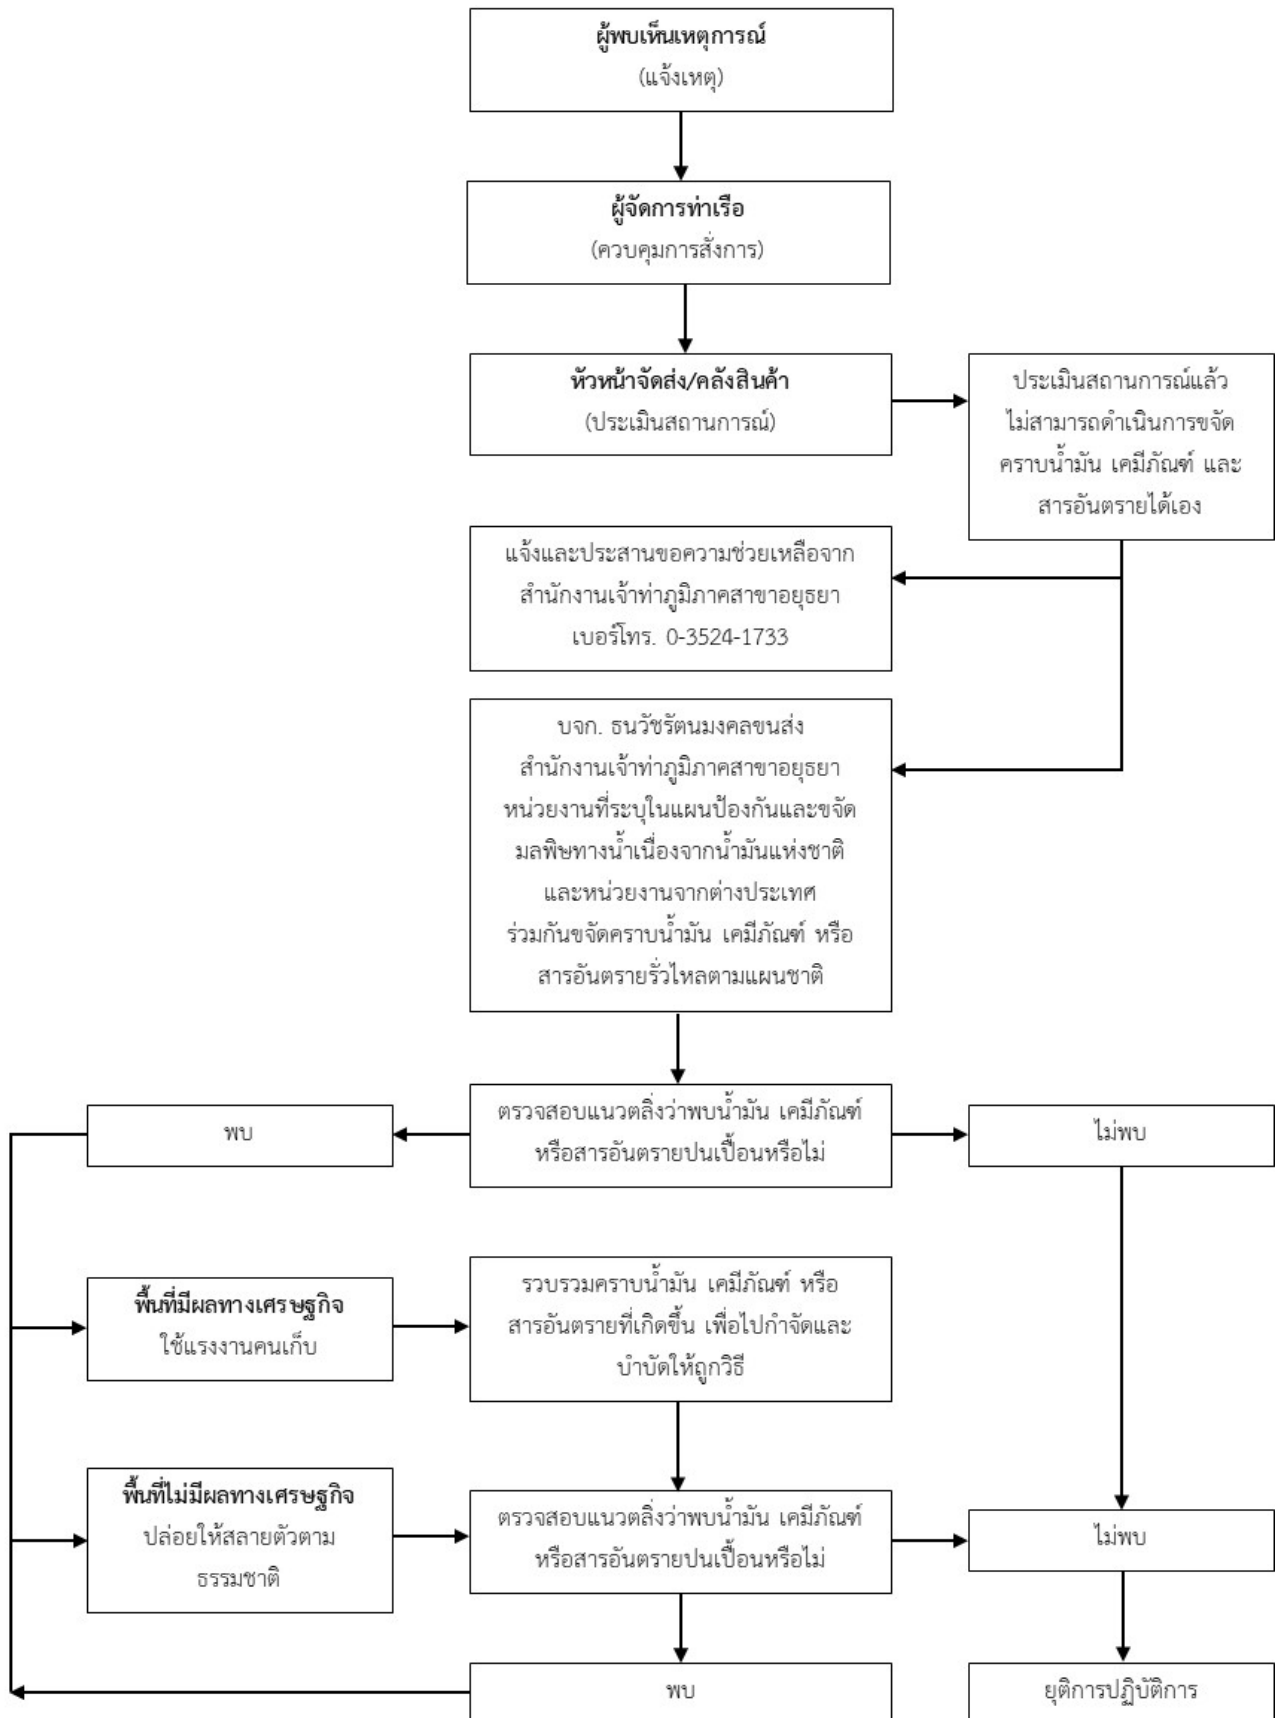 ผู้พบเห็นเหตุการณ์
(แจ้งเหตุ)
ผู้จัดการท่าเรือ
(ควบคุมการสั่งการ)
หัวหน้าจัดส่ง/คลังสินค้า
(ประเมินสถานการณ์)
ประเมินสถานการณ์แล้ว
ไม่สามารถดำเนินการขจัด
คราบน้ำมัน เคมีภัณฑ์ และ
สารอันตรายได้เอง
แจ้งและประสานขอความช่วยเหลือจาก
สำนักงานเจ้าท่าภูมิภาคสาขาอยุธยา
เบอร์โทร. 0-3524-1733
บจก. ธนวัชรัตนมงคลขนส่ง
สำนักงานเจ้าท่าภูมิภาคสาขาอยุธยา
หน่วยงานที่ระบุในแผนป้องกันและขจัด
มลพิษทางน้ำเนื่องจากน้ำมันแห่งชาติ
และหน่วยงานจากต่างประเทศ
ร่วมกันขจัดคราบน้ำมัน เคมีภัณฑ์ หรือ
สารอันตรายรั่วไหลตามแผนชาติ
พบ
ตรวจสอบแนวตลิ่งว่าพบน้ำมัน เคมีภัณฑ์
หรือสารอันตรายปนเปื้อนหรือไม่
ไม่พบ
พื้นที่มีผลทางเศรษฐกิจ
ใช้แรงงานคนเก็บ
รวบรวมคราบน้ำมัน เคมีภัณฑ์ หรือ
สารอันตรายที่เกิดขึ้น เพื่อไปกำจัดและ
บำบัดให้ถูกวิธี
พื้นที่ไม่มีผลทางเศรษฐกิจ
ปล่อยให้สลายตัวตาม
ธรรมชาติ
ตรวจสอบแนวตลิ่งว่าพบน้ำมัน เคมีภัณฑ์
หรือสารอันตรายปนเปื้อนหรือไม่
ไม่พบ
พบ
ยุติการปฏิบัติการ